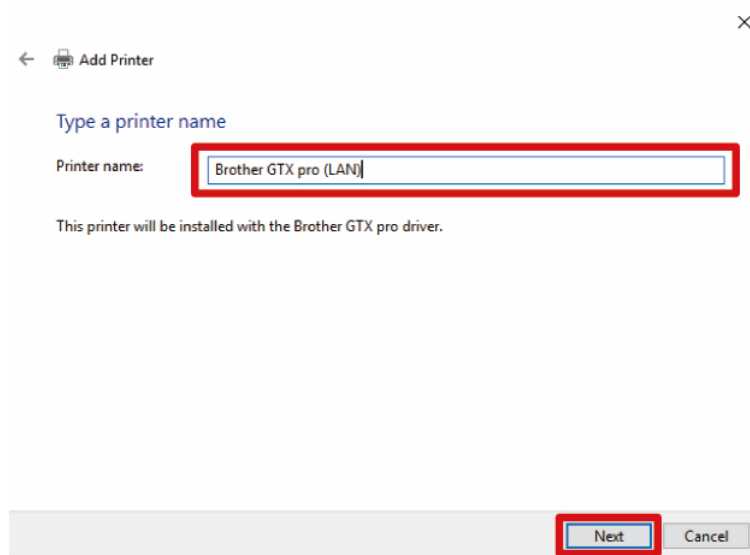 Add Printer
Type a printer name
Printer name:
Brother GTX pro (LAN)
This printer will be installed with the Brother GTX pro driver.
Next
Cancel